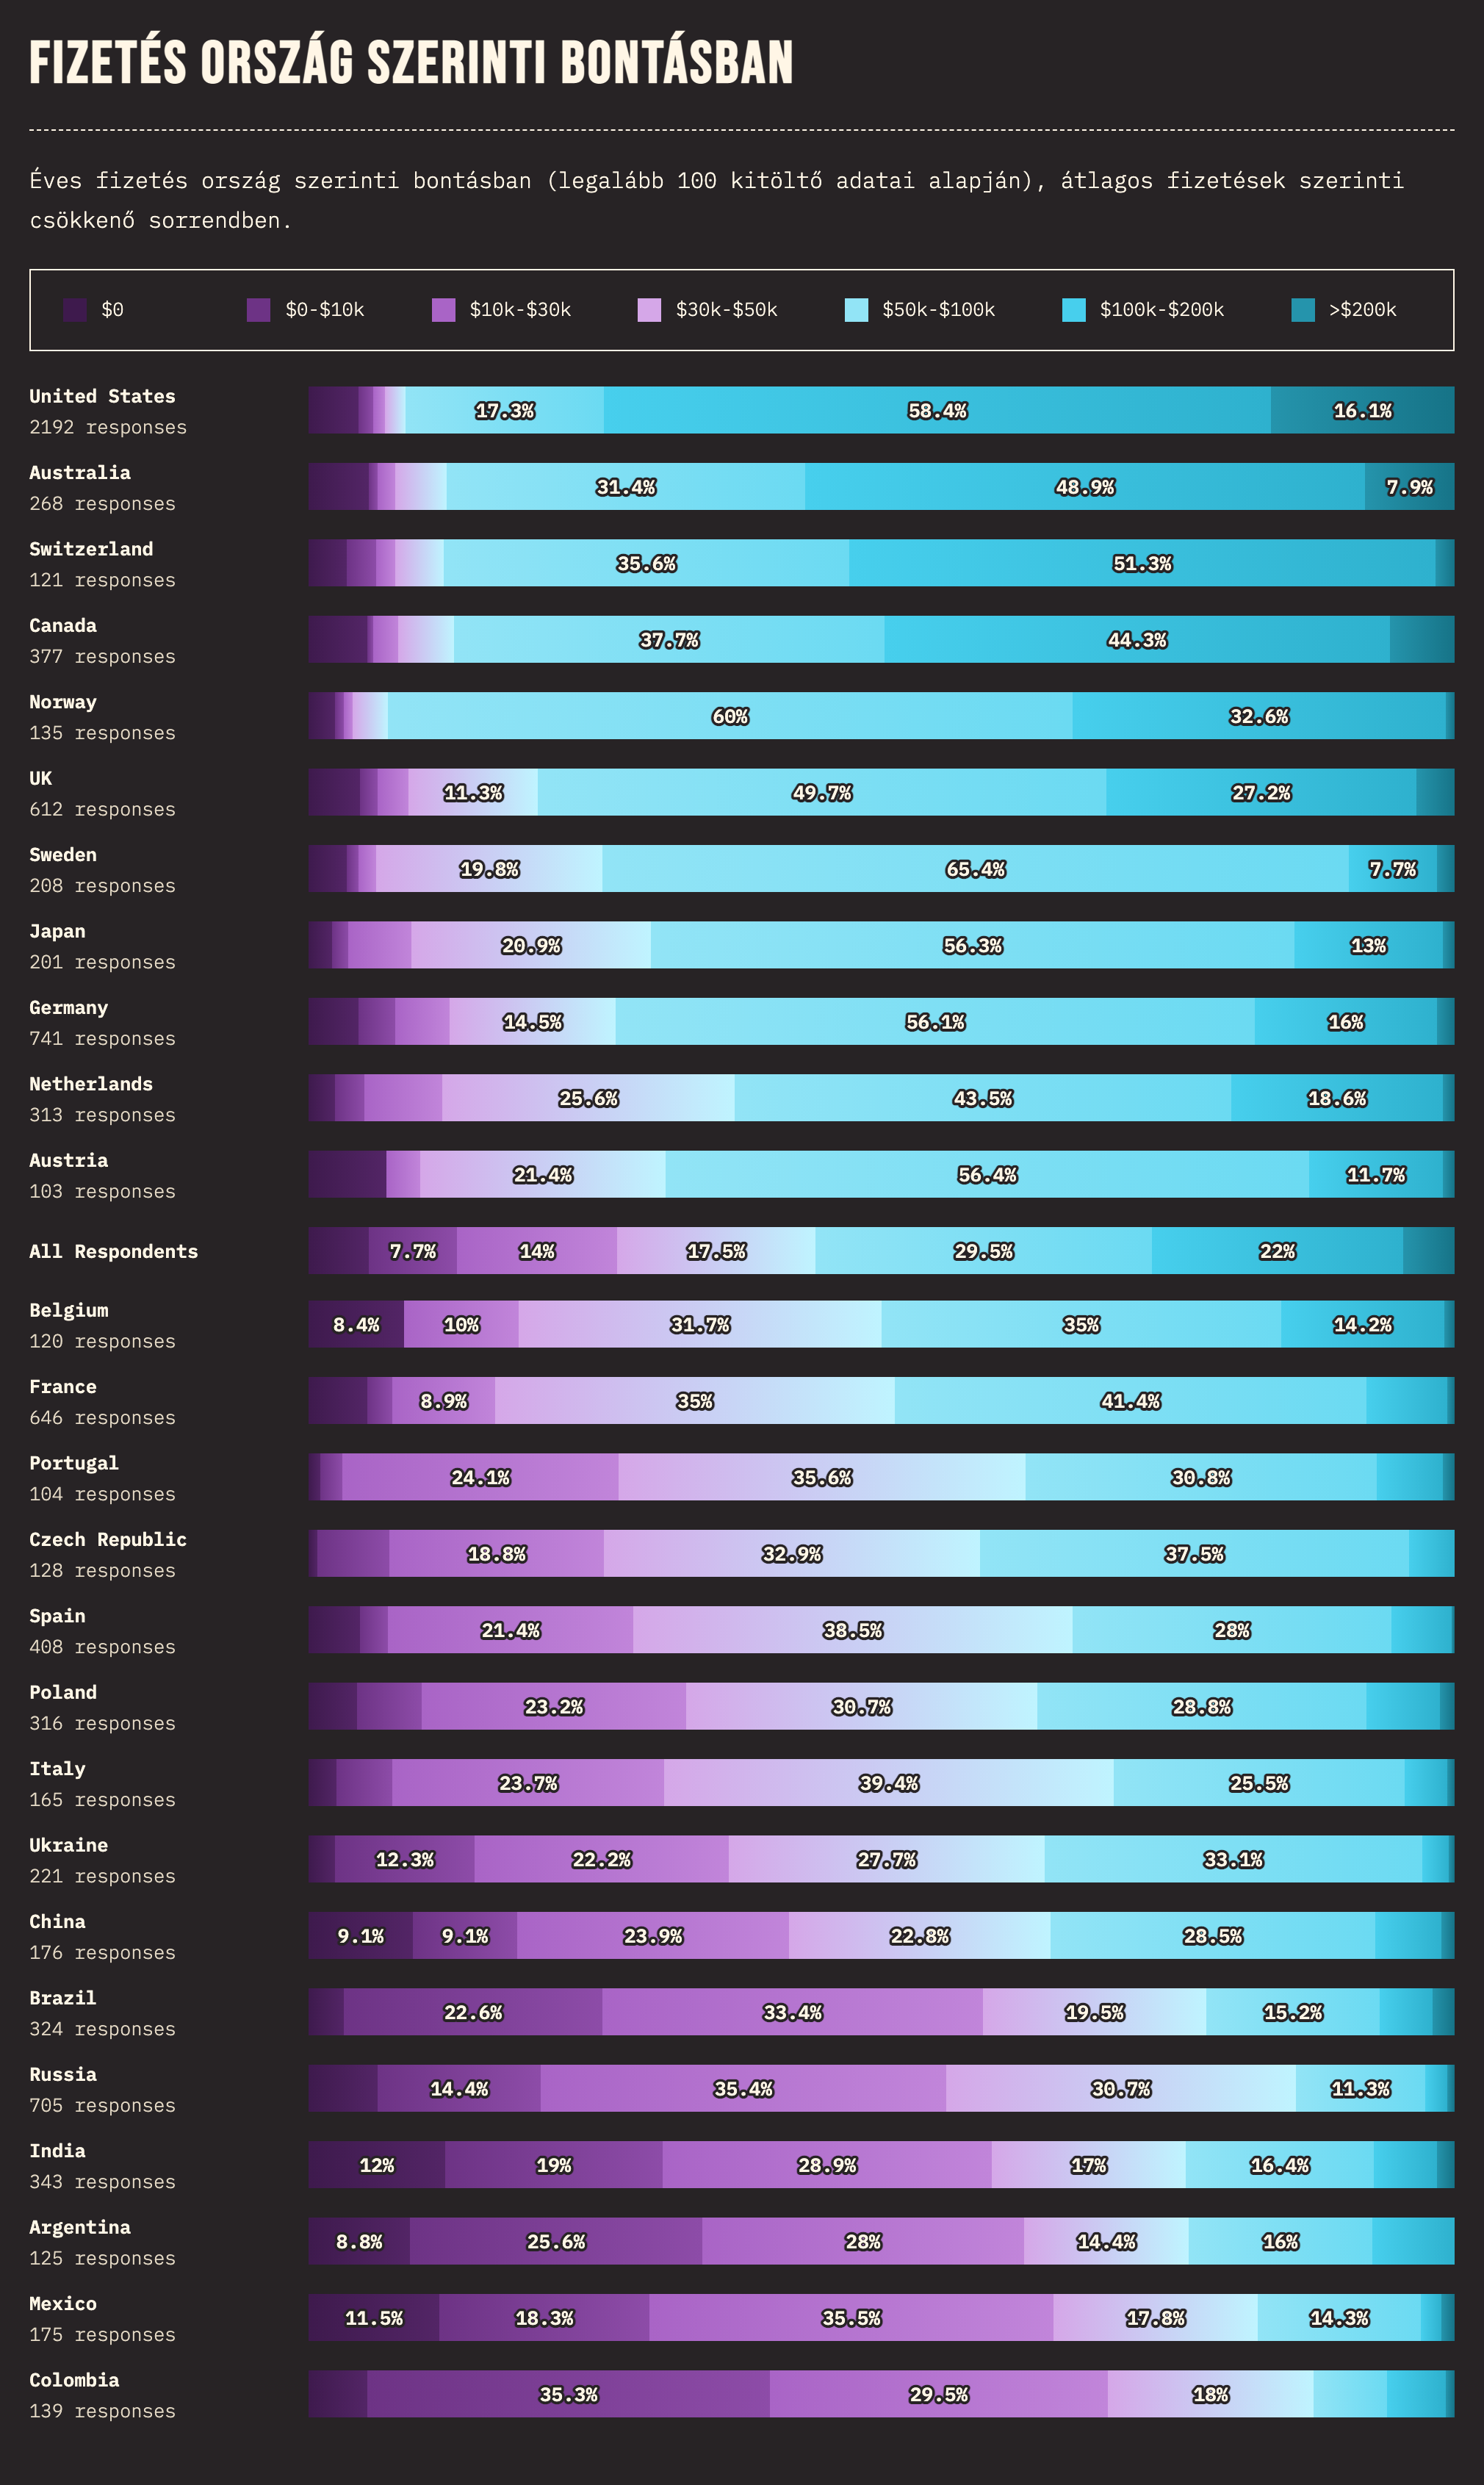 FIZETÉS ORSZÁG SZERINTI BONTÁSBAN
Éves fizetés ország szerinti bontásban (legalább 100 kitöltő adatai alapján), átlagos fizetések szerinti
csökkenő sorrendben.
$0 $0-$10k $10k-$30k $30k-$50k $50k-$100k $100k-$200k >$200k
United States
2192 responses
17.3% 58.4% 16.1%
Australia
268 responses
31.4% 48.9% 7.9%
Switzerland
121 responses
35.6% 51.3%
Canada
377 responses
37.7% 44.3%
Norway
135 responses
60% 32.6%
UK
612 responses
11.3% 49.7% 27.2%
Sweden
208 responses
19.8% 65.4% 7.7%
Japan
201 responses
20.9% 56.3% 13%
Germany
741 responses
14.5% 56.1% 16%
Netherlands
313 responses
25.6% 43.5% 18.6%
Austria
103 responses
21.4% 56.4% 11.7%
All Respondents
7.7% 14% 17.5% 29.5% 22%
Belgium
120 responses
8.4% 10% 31.7% 35% 14.2%
France
646 responses
8.9% 35% 41.4%
Portugal
104 responses
24.1% 35.6% 30.8%
Czech Republic
128 responses
18.8% 32.9% 37.5%
Spain
408 responses
21.4% 38.5% 28%
Poland
316 responses
23.2% 30.7% 28.8%
Italy
165 responses
23.7% 39.4% 25.5%
Ukraine
221 responses
12.3% 22.2% 27.7% 33.1%
China
176 responses
9.1% 9.1% 23.9% 22.8% 28.5%
Brazil
324 responses
22.6% 33.4% 19.5% 15.2%
Russia
705 responses
14.4% 35.4% 30.7% 11.3%
India
343 responses
12% 19% 28.9% 17% 16.4%
Argentina
125 responses
8.8% 25.6% 28% 14.4% 16%
Mexico
175 responses
11.5% 18.3% 35.5% 17.8% 14.3%
Colombia
139 responses
35.3% 29.5% 18%